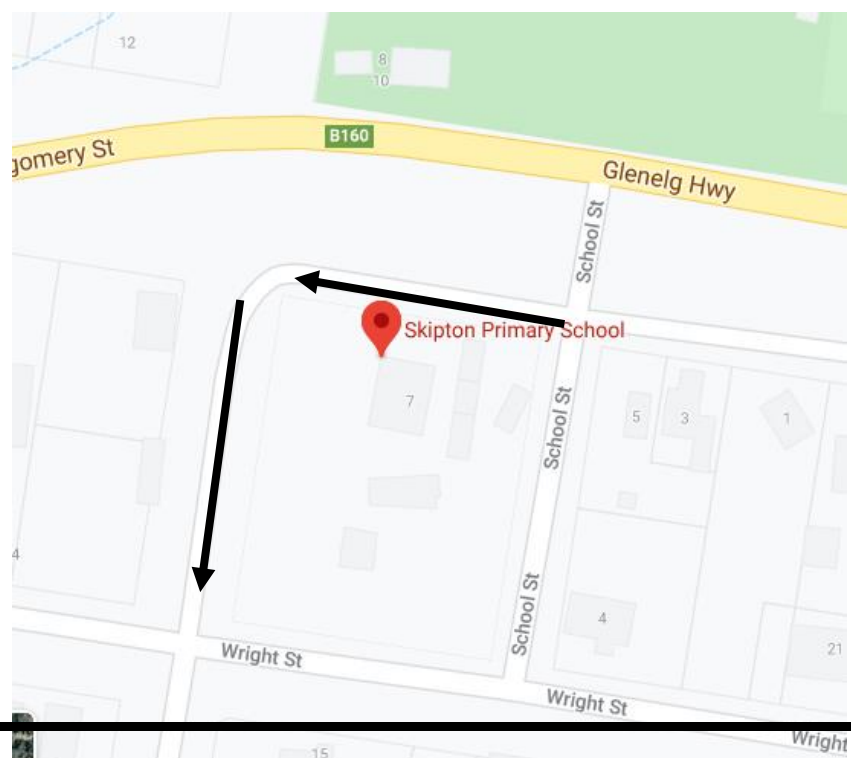 12
8
10
B160
gomery St
Glenelg Hwy
School St
Skipton Primary School
7
School St
5
3
1
4
School St
4
21
Wright St
Wright St
Wright
15